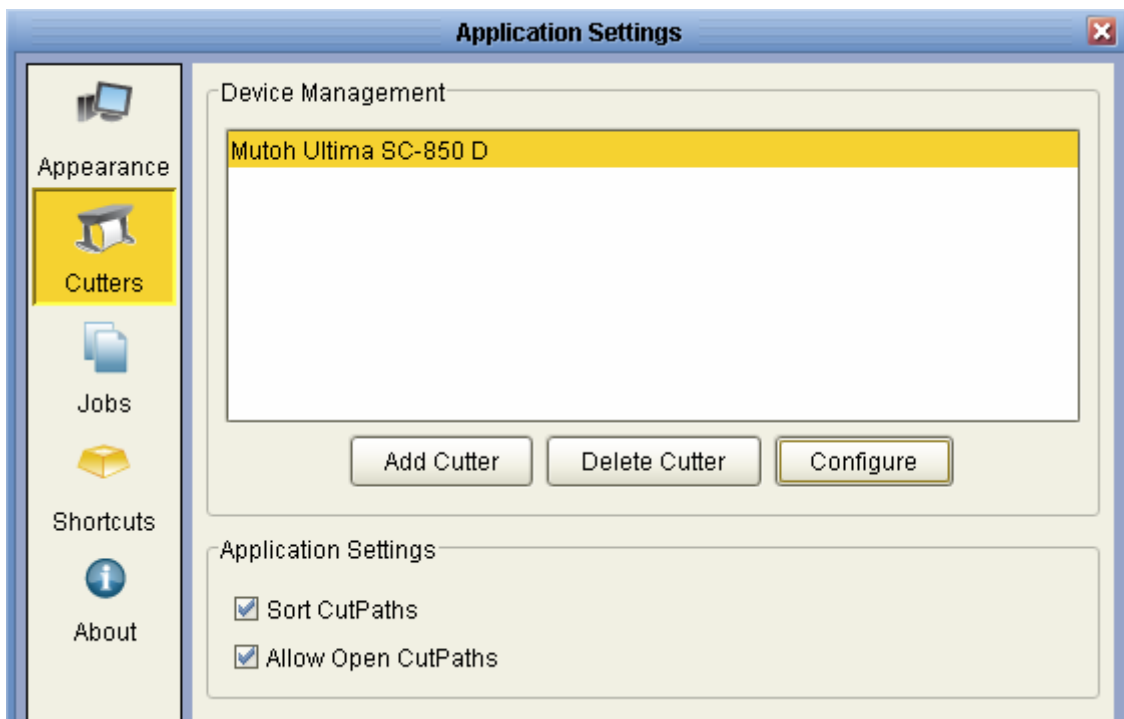 Application Settings
Appearance
Cutters
Jobs
Shortcuts
About
Device Management
Mutoh Ultima SC-850 D
Add Cutter Delete Cutter Configure
Application Settings
Sort CutPaths
Allow Open CutPaths